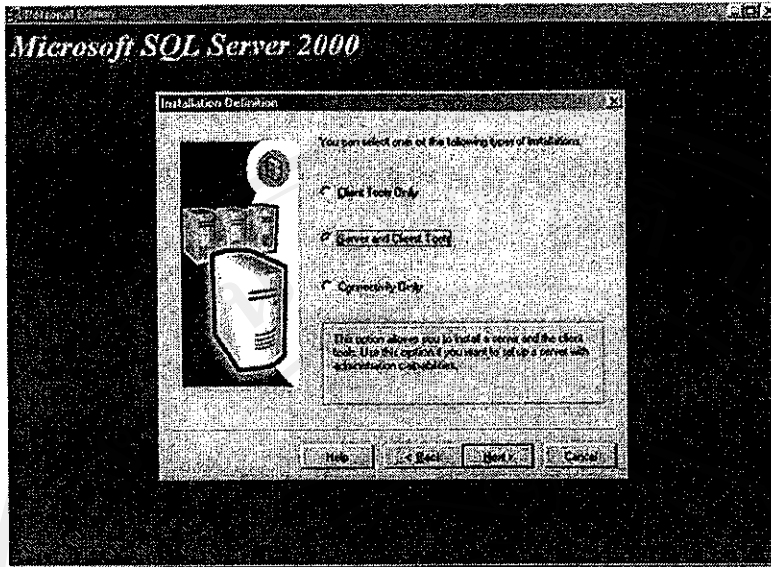 Personal Edition
Microsoft SQL Server 2000
Installation Definition
You can select one of the following types of installations.
Client Tools Only
Server and Client Tools
Connectivity Only
This option allows you to install a server and the client
tools. Use this option if you want to set up a server with
administration capabilities.
Help
< Back
Next >
Cancel